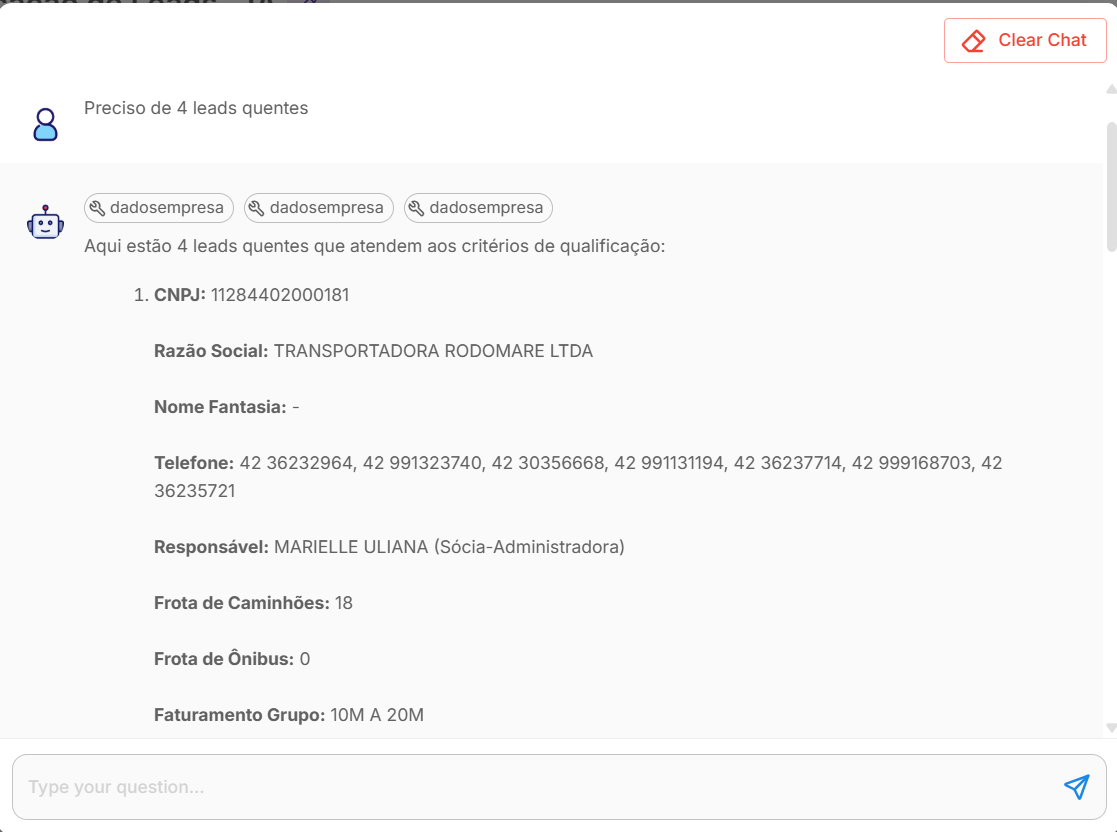 Clear Chat
Preciso de 4 leads quentes
dadosempresa dadosempresa dadosempresa
Aqui estão 4 leads quentes que atendem aos critérios de qualificação:
1. CNPJ: 11284402000181
Razão Social: TRANSPORTADORA RODOMARE LTDA
Nome Fantasia: -
Telefone: 42 36232964, 42 991323740, 42 30356668, 42 991131194, 42 36237714, 42 999168703, 42
36235721
Responsável: MARIELLE ULIANA (Sócia-Administradora)
Frota de Caminhões: 18
Frota de Ônibus: 0
Faturamento Grupo: 10M A 20M
Type your question...